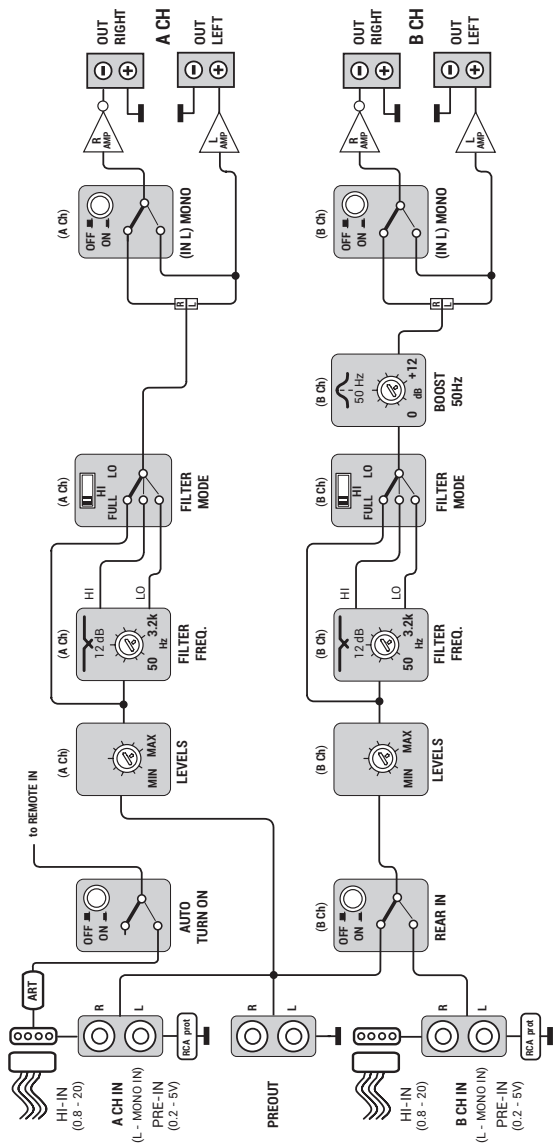 HI-IN
(0.8 - 20)
ART
A CH IN
(L - MONO IN)
PRE-IN
(0.2 - 5V)
R
L
RCA prot
OFF
ON
AUTO
TURN ON
to REMOTE IN
PREOUT
R
L
(A Ch)
MIN
MAX
LEVELS
(A Ch)
12 dB
50
Hz
3.2k
FILTER
FREQ.
HI
LO
(A Ch)
FULL
HI
LO
FILTER
MODE
R
L
(A Ch)
OFF
ON
(IN L) MONO
R
AMP
L
AMP
OUT
RIGHT
A CH
OUT
LEFT
HI-IN
(0.8 - 20)
B CH IN
(L - MONO IN)
PRE-IN
(0.2 - 5V)
R
L
RCA prot
(B Ch)
OFF
ON
REAR IN
(B Ch)
MIN
MAX
LEVELS
(B Ch)
12 dB
50
Hz
3.2k
FILTER
FREQ.
HI
LO
(B Ch)
FULL
HI
LO
FILTER
MODE
(B Ch)
50 Hz
0
dB
+12
BOOST
50Hz
R
L
(B Ch)
OFF
ON
(IN L) MONO
R
AMP
L
AMP
OUT
RIGHT
B CH
OUT
LEFT